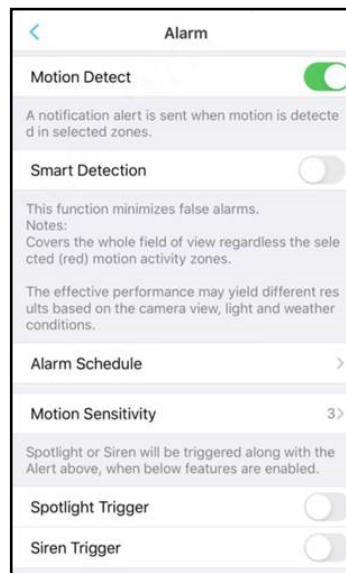 Alarm
Motion Detect
A notification alert is sent when motion is detecte
d in selected zones.
Smart Detection
This function minimizes false alarms.
Notes:
Covers the whole field of view regardless the sele
cted (red) motion activity zones.
The effective performance may yield different res
ults based on the camera view, light and weather
conditions.
Alarm Schedule
Motion Sensitivity 3
Spotlight or Siren will be triggered along with the
Alert above, when below features are enabled.
Spotlight Trigger
Siren Trigger